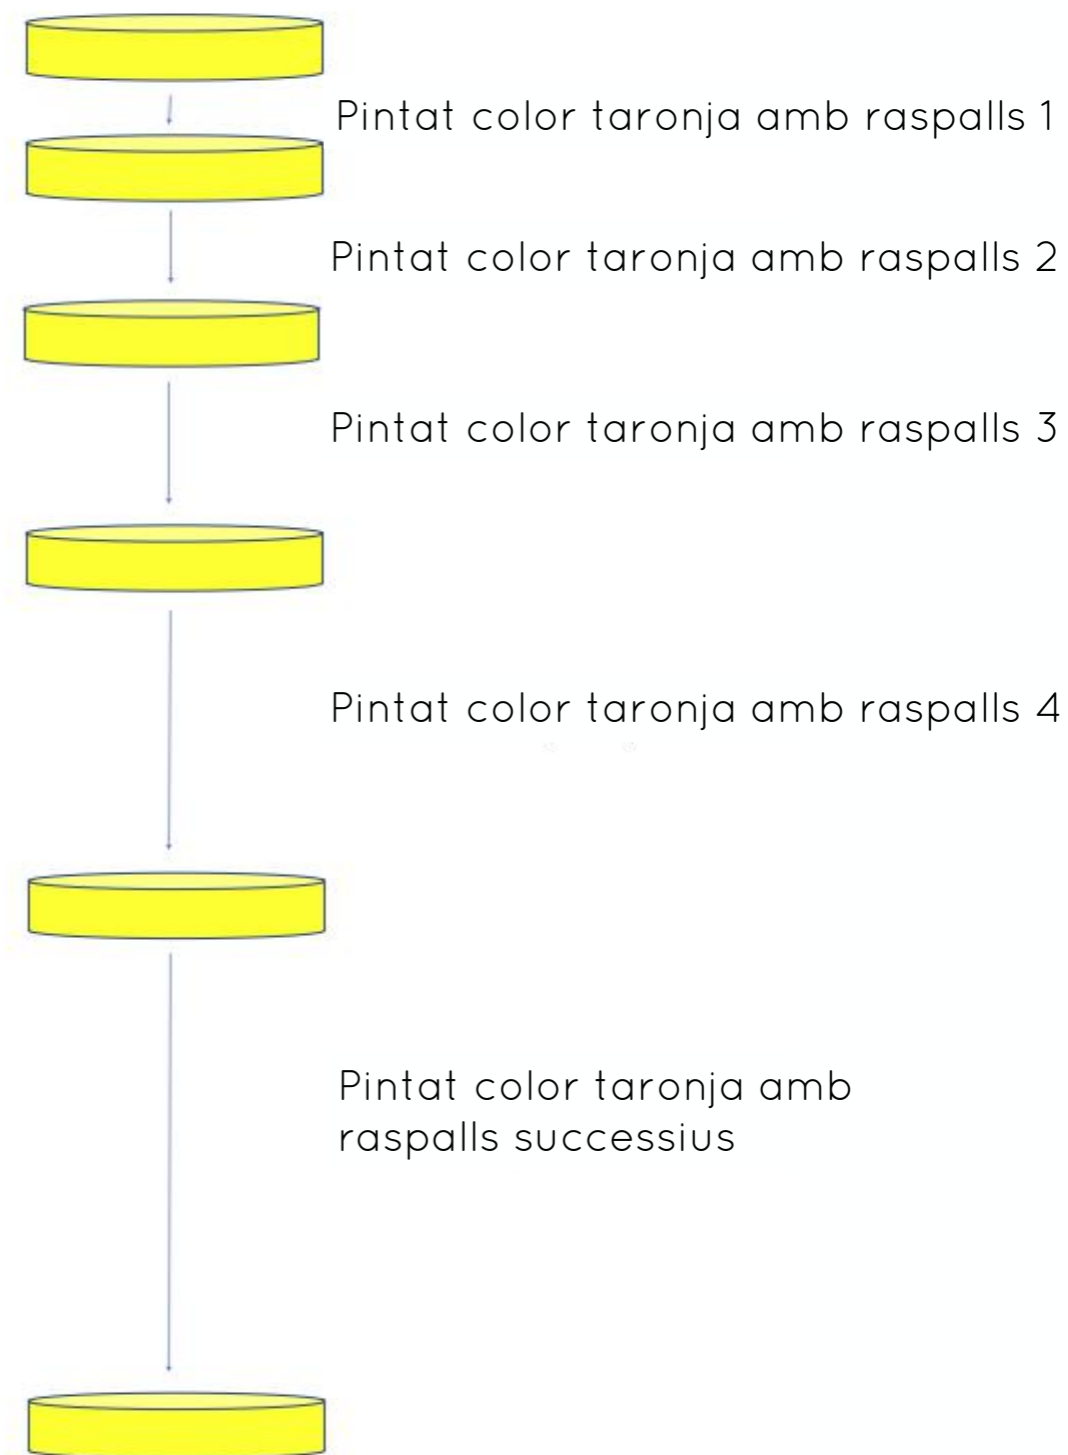 Pintat color taronja amb raspalls 1
Pintat color taronja amb raspalls 2
Pintat color taronja amb raspalls 3
Pintat color taronja amb raspalls 4
Pintat color taronja amb
raspalls successius